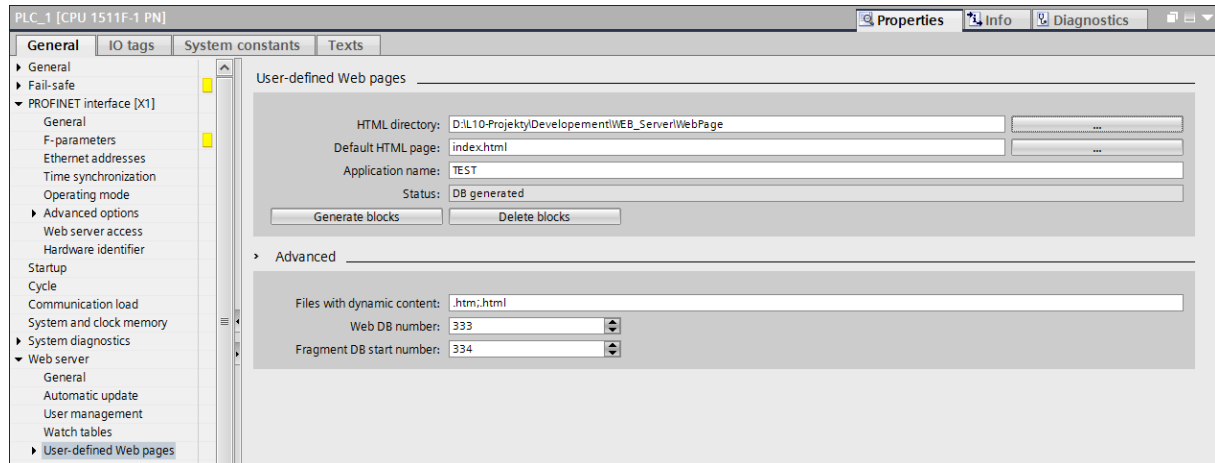 PLC_1 [CPU 1511F-1 PN]
Properties Info Diagnostics
General IO tags System constants Texts
General
Fail-safe
PROFINET interface [X1]
General
F-parameters
Ethernet addresses
Time synchronization
Operating mode
Advanced options
Web server access
Hardware identifier
Startup
Cycle
Communication load
System and clock memory
System diagnostics
Web server
General
Automatic update
User management
Watch tables
User-defined Web pages
User-defined Web pages
HTML directory: D:\L10-Projekty\Developement\WEB_Server\WebPage ...
Default HTML page: index.html ...
Application name: TEST
Status: DB generated
Generate blocks Delete blocks
Advanced
Files with dynamic content: .htm;.html
Web DB number: 333
Fragment DB start number: 334